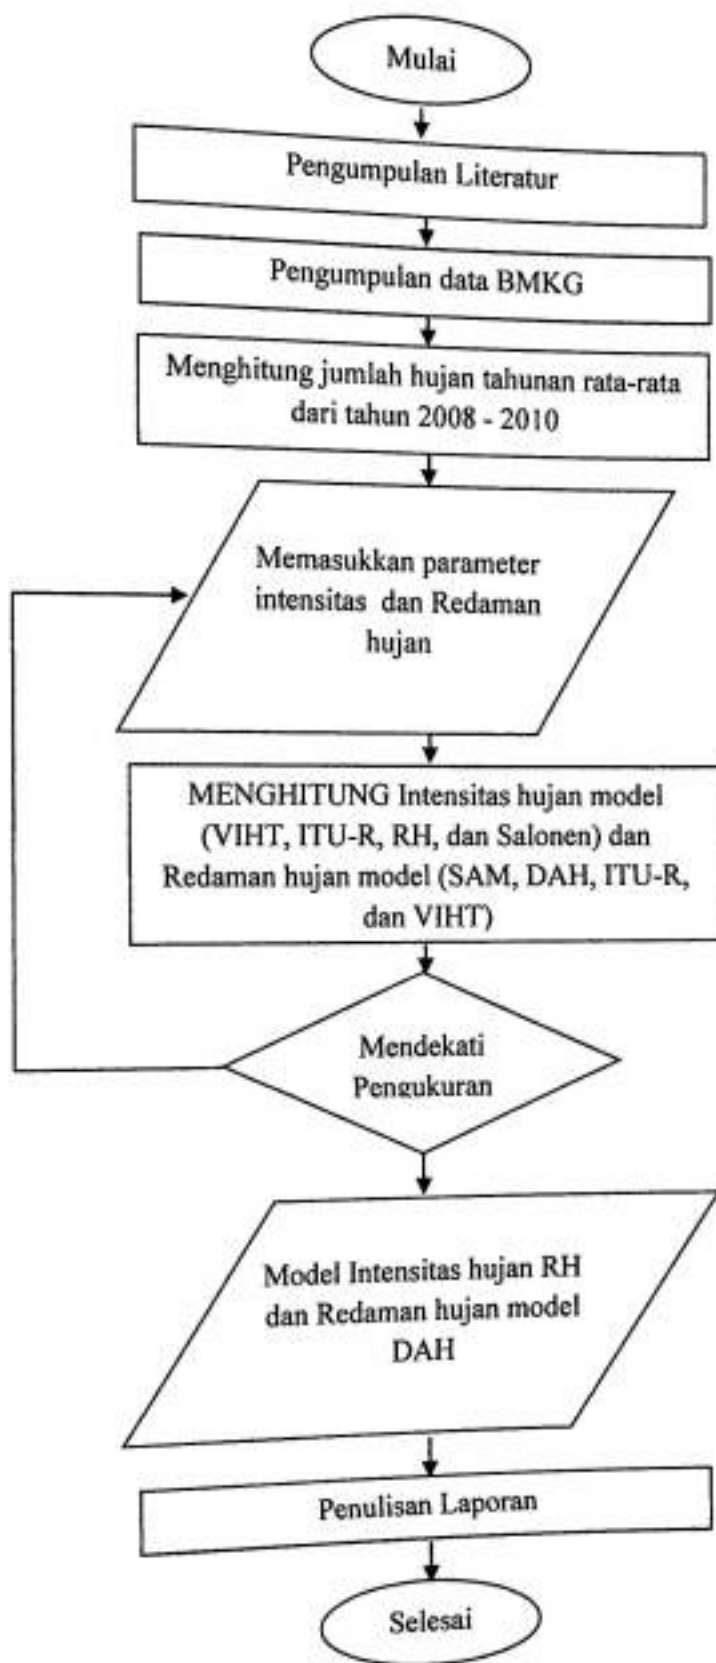 Mulai
Pengumpulan Literatur
Pengumpulan data BMKG
Menghitung jumlah hujan tahunan rata-rata
dari tahun 2008 - 2010
Memasukkan parameter
intensitas dan Redaman
hujan
MENGHITUNG Intensitas hujan model
(VIHT, ITU-R, RH, dan Salonen) dan
Redaman hujan model (SAM, DAH, ITU-R,
dan VIHT)
Mendekati
Pengukuran
Model Intensitas hujan RH
dan Redaman hujan model
DAH
Penulisan Laporan
Selesai